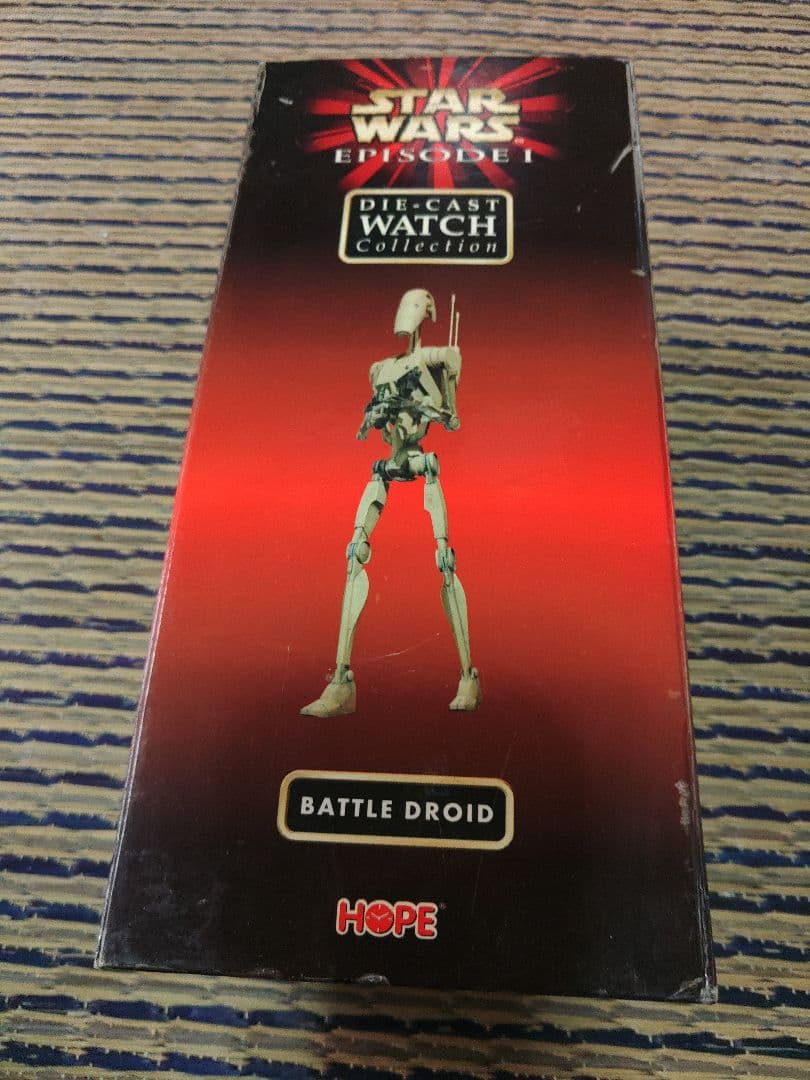 STAR
WARS
EPISODE I
DIE-CAST
WATCH
Collection
BATTLE DROID
HOPE®